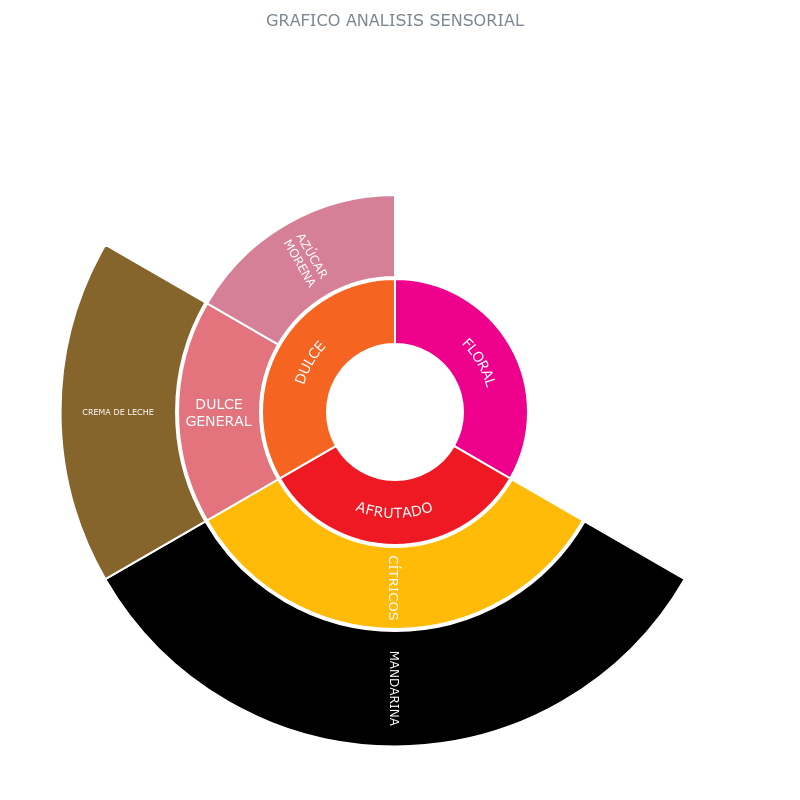 GRAFICO ANALISIS SENSORIAL
AZÚCAR
MORENA
DULCE
FLORAL
DULCE
GENERAL
CREMA DE LECHE
AFRUTADO
CÍTRICOS
MANDARINA